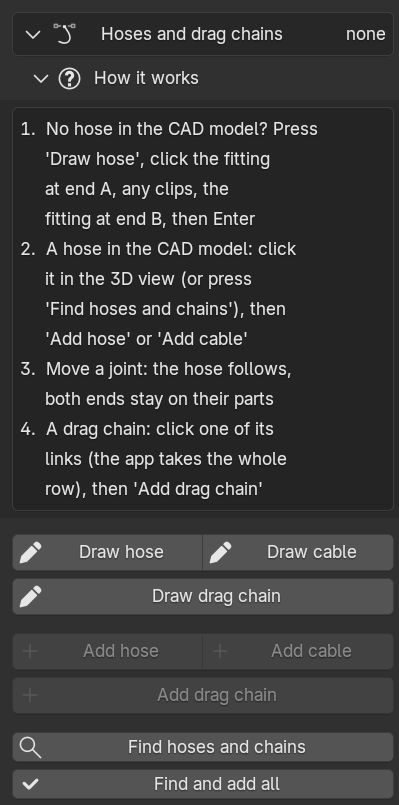 Hoses and drag chains none
How it works
1. No hose in the CAD model? Press
'Draw hose', click the fitting
at end A, any clips, the
fitting at end B, then Enter
2. A hose in the CAD model: click
it in the 3D view (or press
'Find hoses and chains'), then
'Add hose' or 'Add cable'
3. Move a joint: the hose follows,
both ends stay on their parts
4. A drag chain: click one of its
links (the app takes the whole
row), then 'Add drag chain'
Draw hose Draw cable
Draw drag chain
Add hose Add cable
Add drag chain
Find hoses and chains
Find and add all